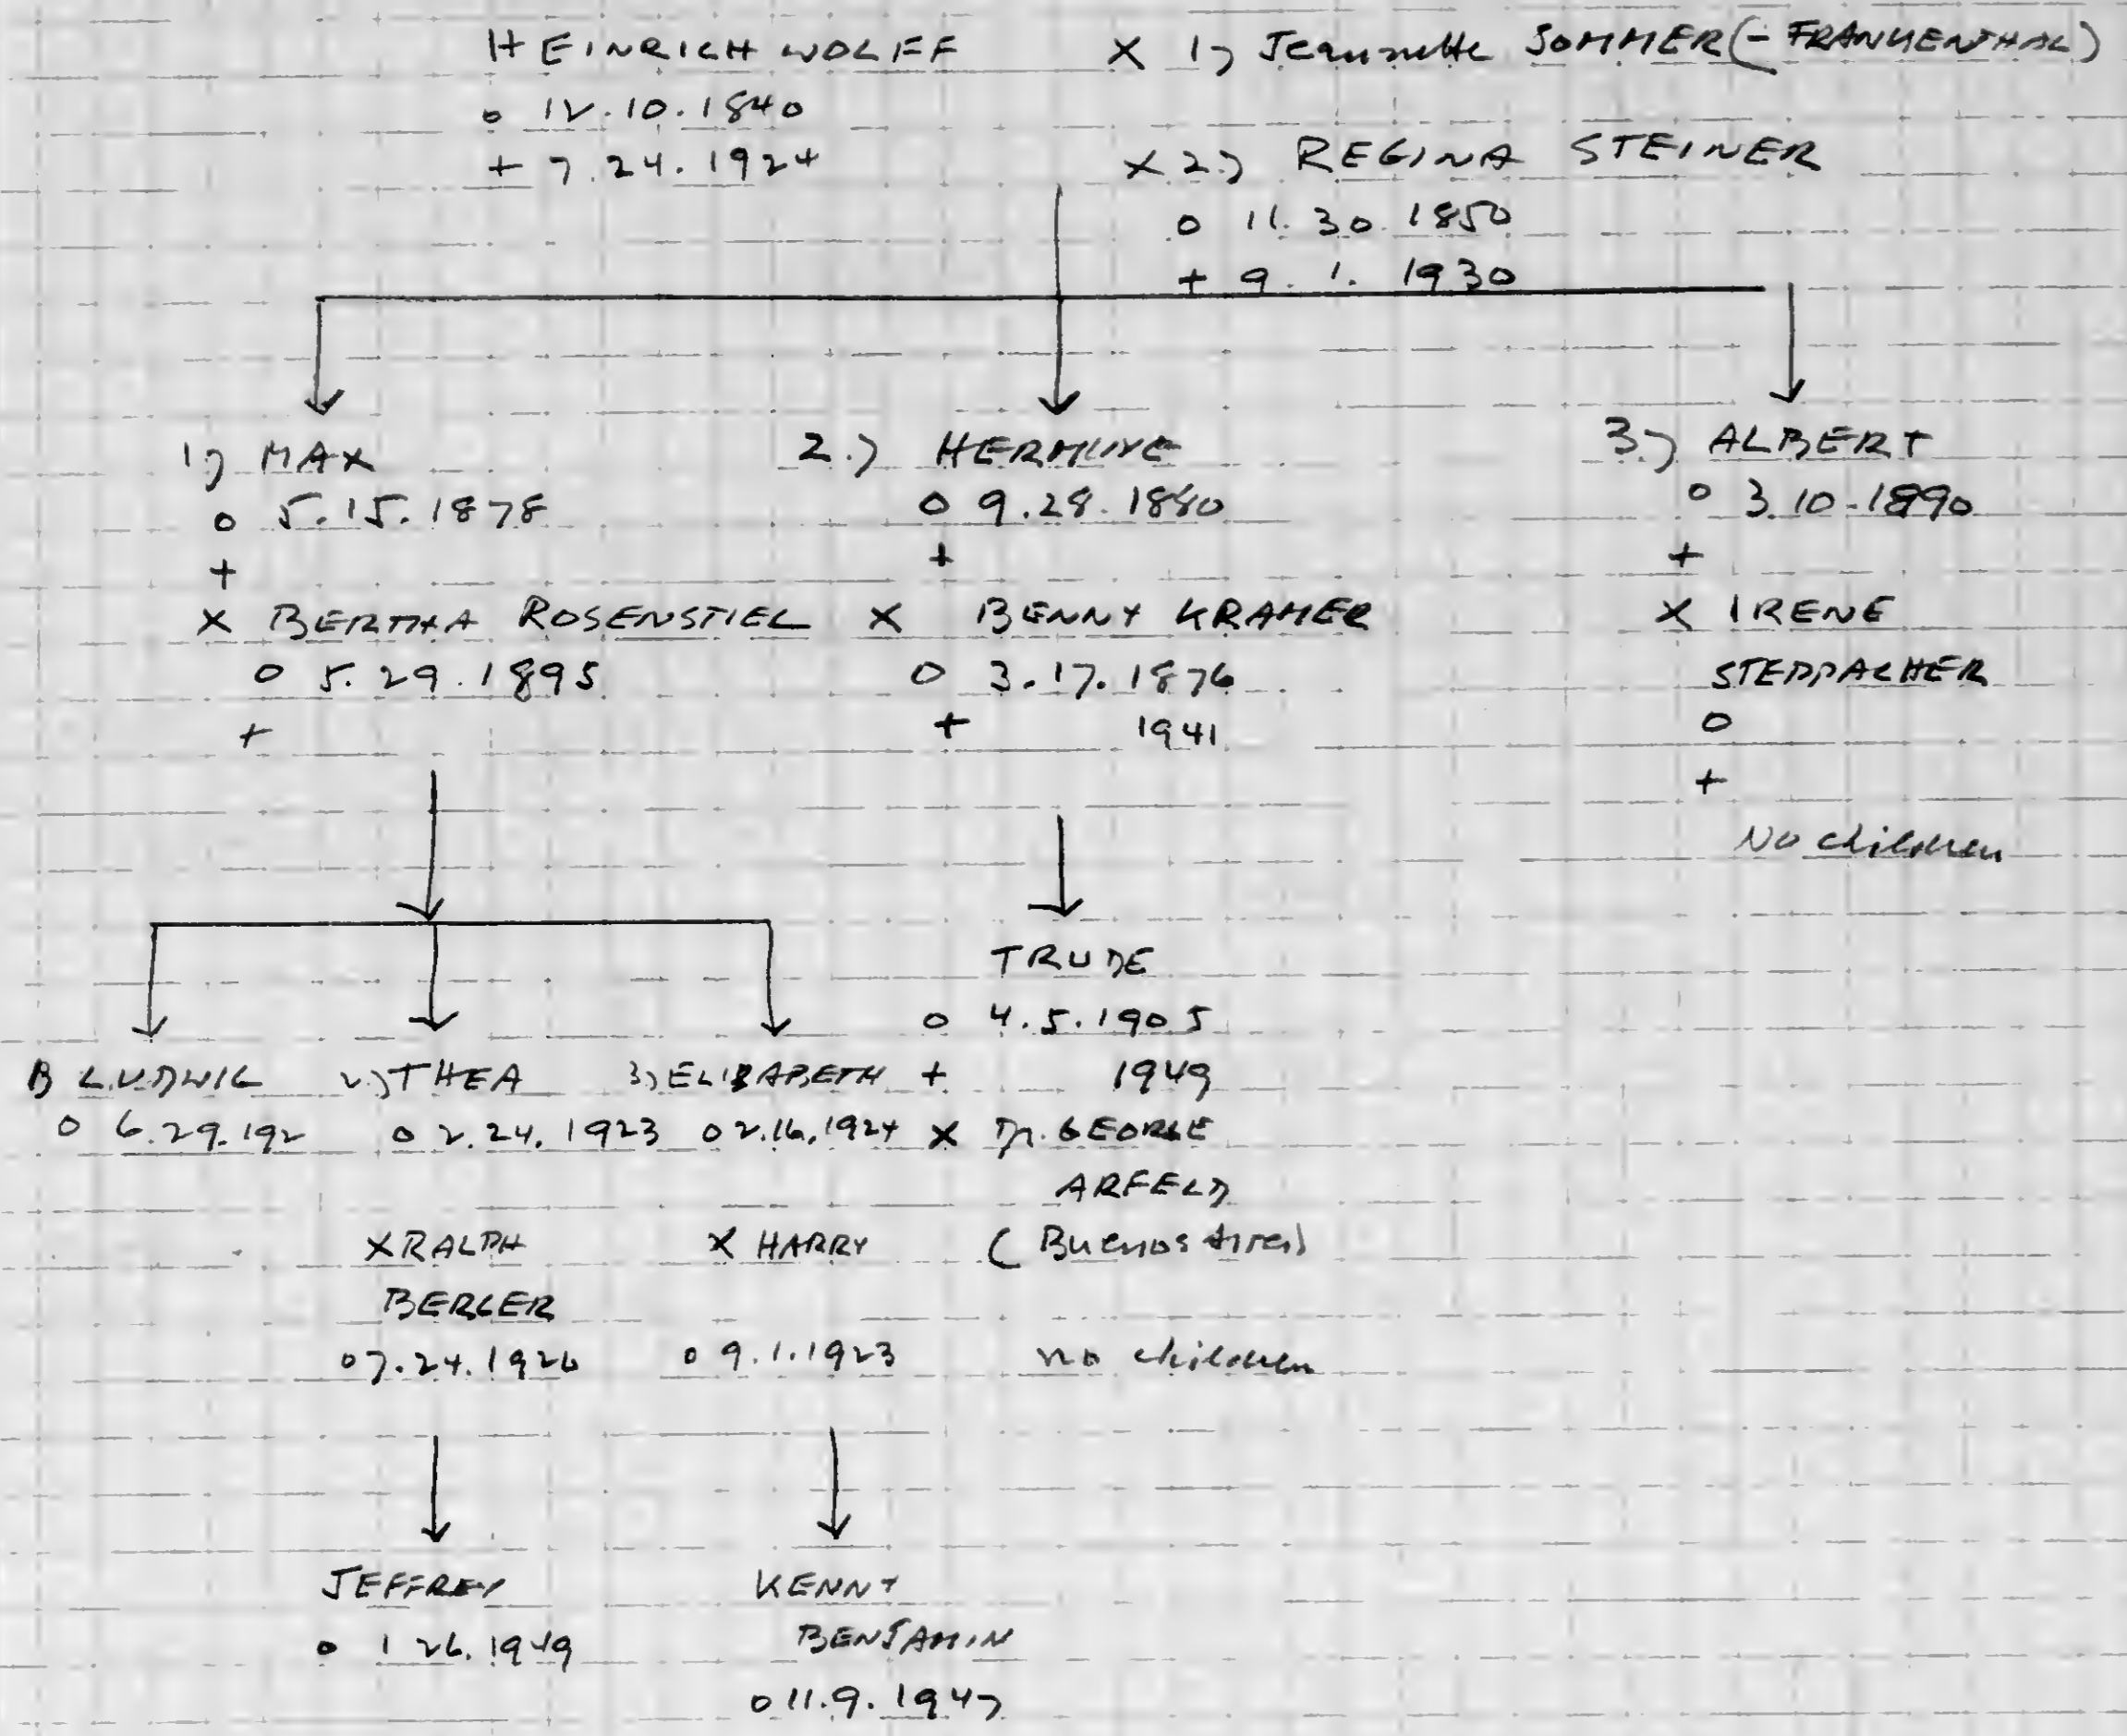 HEINRICH WOLFF X 1) Jeannette SOMMER (- FRANKENTHAL)
o 12.10.1840
+ 7.24.1924
X 2.) REGINA STEINER
o 11.30.1850
+ 9.1.1930
1) MAX
o 5.15.1878
+
X BERTHA ROSENSTIEL
o 5.29.1895
+
2.) HERMINE
o 9.28.1880
+
X BENNY KRAMER
o 3.17.1876
+ 1941
3) ALBERT
o 3.10.1890
+
X IRENE
STEPPACHER
o
+
No children
1) LUDWIG
o 6.29.192
2) THEA
o 2.24.1923
X RALPH
BERGER
o 7.24.1926
3) ELISABETH
o 2.16.1924
X HARRY
o 9.1.1923
TRUDE
o 4.5.1905
+ 1949
X Dr. GEORGE
ARFELD
(Buenos Aires)
no children
JEFFREY
o 1 26.1949
KENNY
BENJAMIN
o 11.9.1947